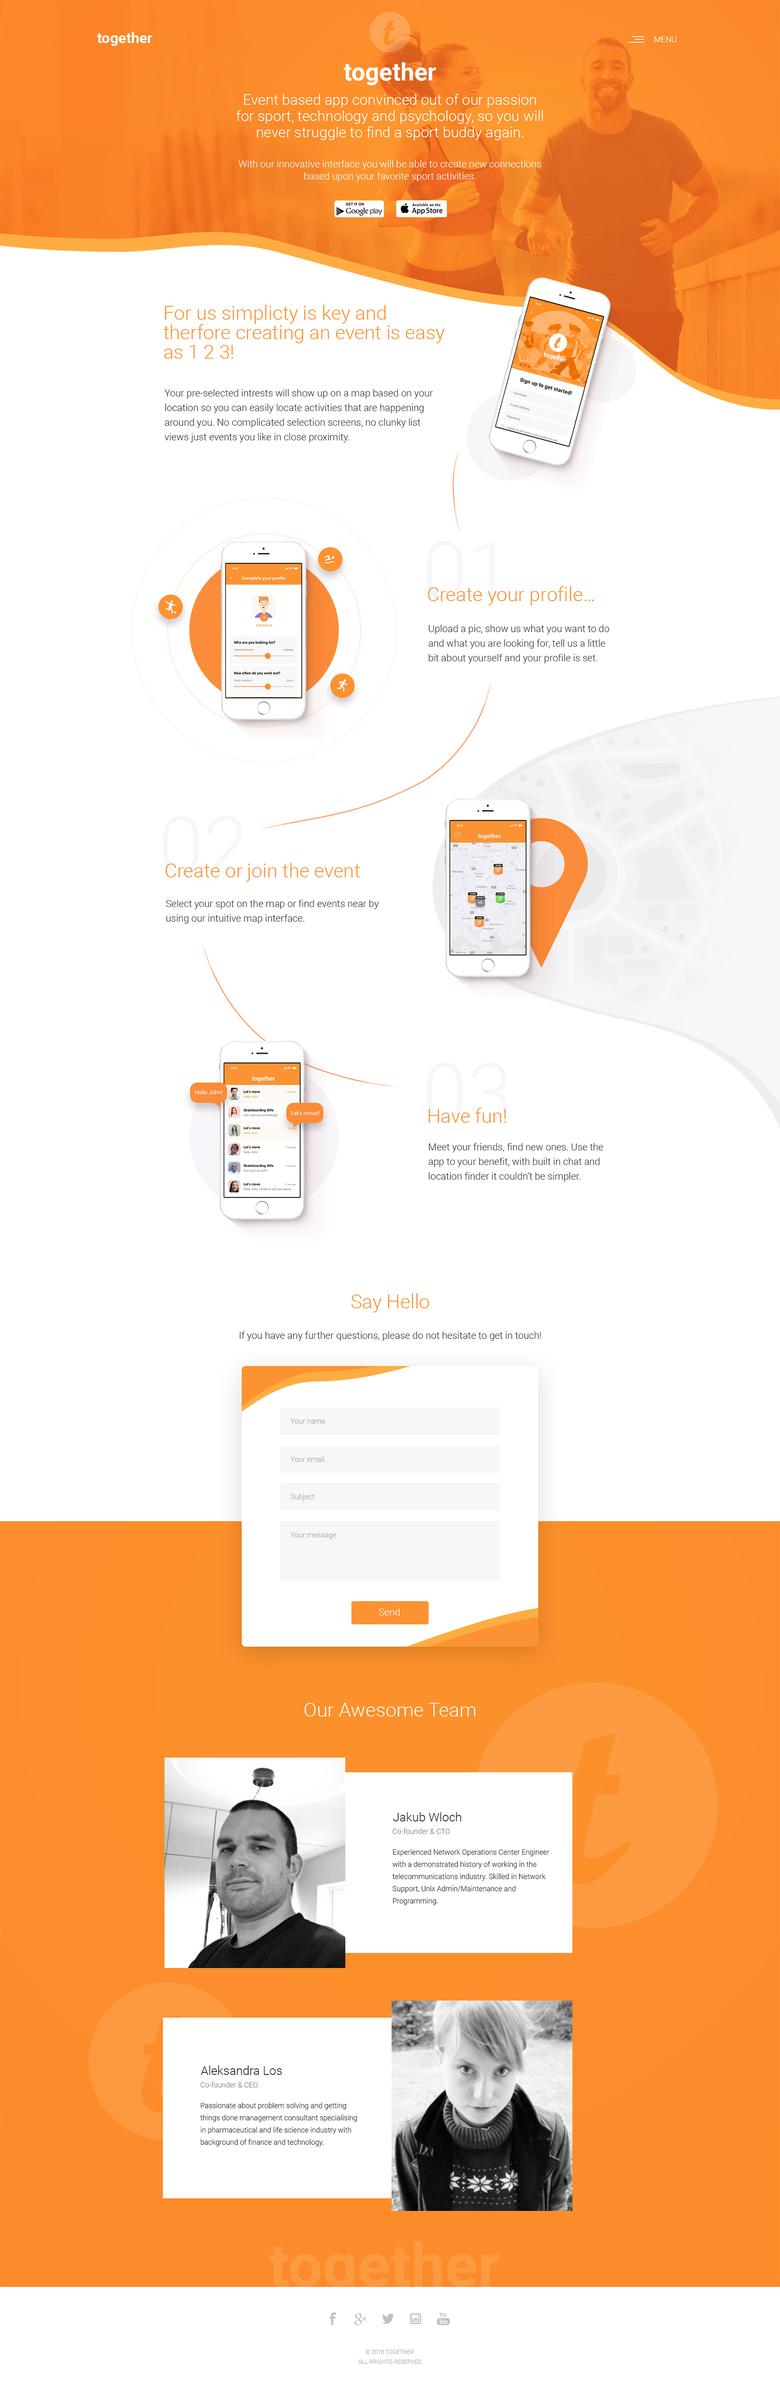 together
MENU
together
Event based app convinced out of our passion
for sport, technology and psychology, so you will
never struggle to find a sport buddy again.
With our innovative interface you will be able to create new connections
based upon your favorite sport activities.
GET IT ON
Google play
Available on the
App Store
For us simplicty is key and
therfore creating an event is easy
as 1 2 3!
Your pre-selected intrests will show up on a map based on your
location so you can easily locate activities that are happening
around you. No complicated selection screens, no clunky list
views just events you like in close proximity.
together
Sign up to get started!
01
Create your profile...
Upload a pic, show us what you want to do
and what you are looking for, tell us a little
bit about yourself and your profile is set.
Complete your profile
Who are you looking for?
How often do you work out?
02
Create or join the event
Select your spot on the map or find events near by
using our intuitive map interface.
together
together
Hello John!
Let's move!!
Let's move
Skateboarding 4life
Let's move
Let's move
Skateboarding 4life
Let's move
03
Have fun!
Meet your friends, find new ones. Use the
app to your benefit, with built in chat and
location finder it couldn't be simpler.
Say Hello
If you have any further questions, please do not hesitate to get in touch!
Your name
Your email
Subject
Your message
Send
Our Awesome Team
Jakub Wloch
Co-founder & CTO
Experienced Network Operations Center Engineer
with a demonstrated history of working in the
telecommunications industry. Skilled in Network
Support, Unix Admin/Maintenance and
Programming.
Aleksandra Los
Co-founder & CEO
Passionate about problem solving and getting
things done management consultant specialising
in pharmaceutical and life science industry with
background of finance and technology.
together
© 2018 TOGETHER
ALL RRIGHTS RESERVED